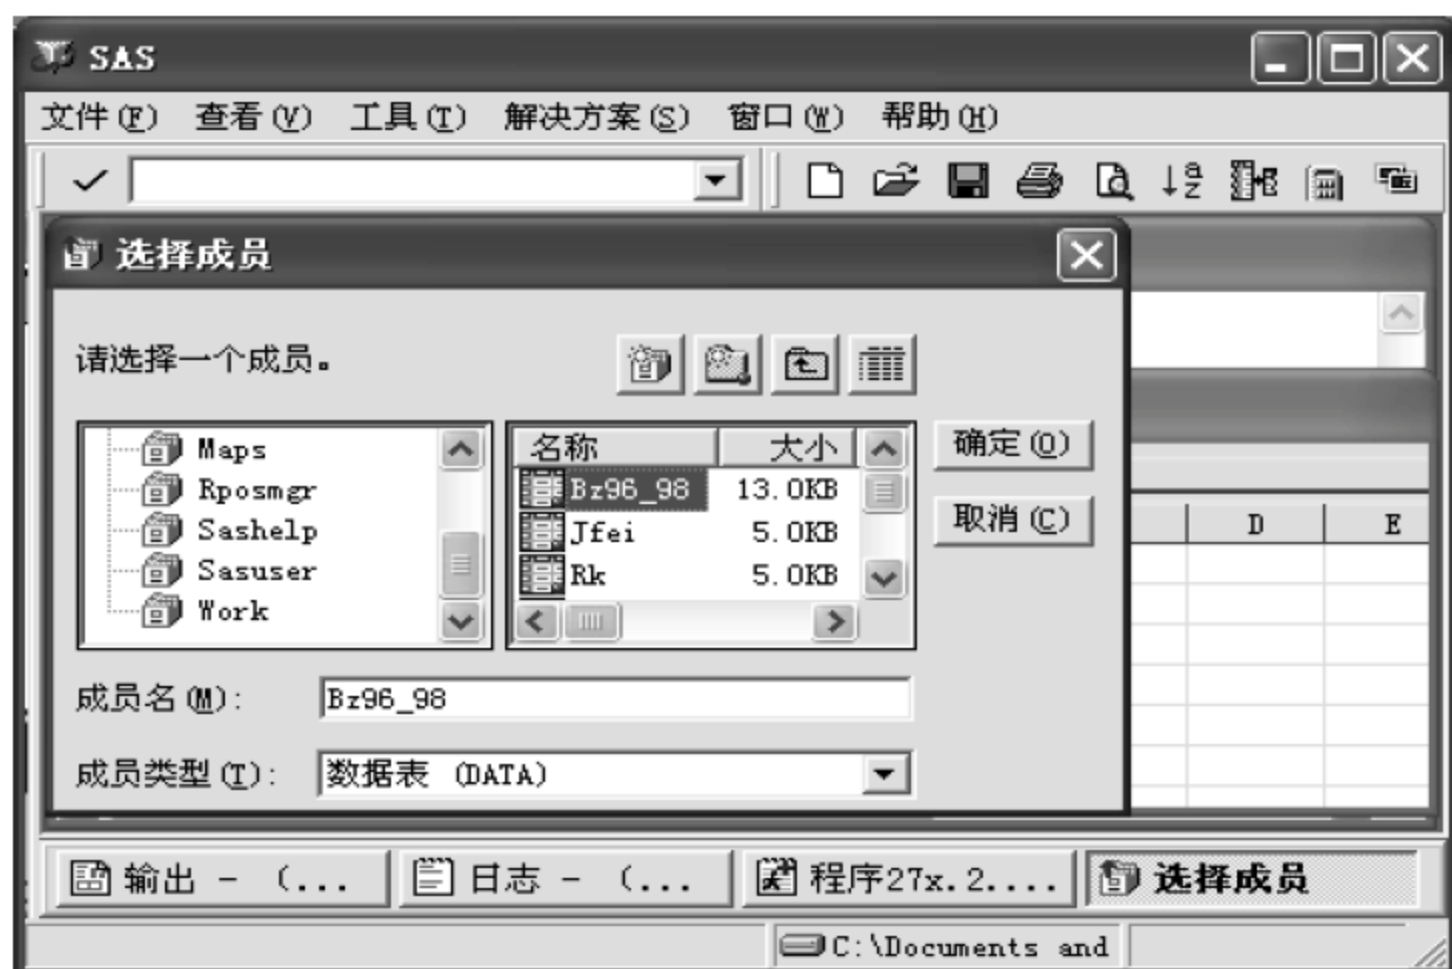 SAS
文件(F) 查看(V) 工具(T) 解决方案(S) 窗口(W) 帮助(H)
选择成员
请选择一个成员。
Maps
Rposmgr
Sashelp
Sasuser
Work
名称 大小
Bz96_98 13.0KB
Jfei 5.0KB
Rk 5.0KB
确定(O)
取消(C)
D E
成员名(M): Bz96_98
成员类型(T): 数据表 (DATA)
输出 - (... 日志 - (... 程序27x.2.... 选择成员
C:\Documents and